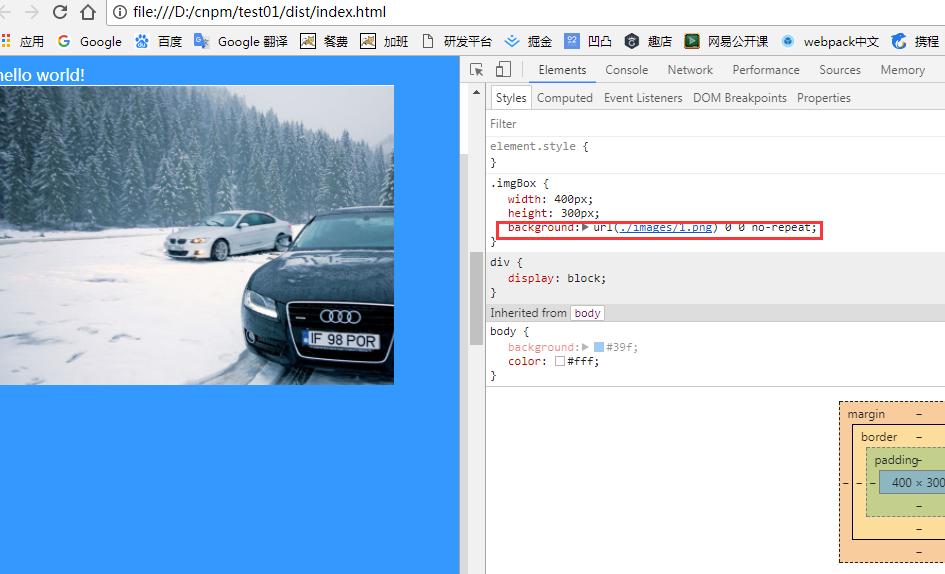 file:///D:/cnpm/test01/dist/index.html
应用 Google 百度 Google 翻译 餐费 加班 研发平台 掘金 凹凸 趣店 网易公开课 webpack中文 携程
hello world!
IF 98 POR
Elements Console Network Performance Sources Memory
Styles Computed Event Listeners DOM Breakpoints Properties
Filter
element.style {
}
.imgBox {
width: 400px;
height: 300px;
background: url(./images/1.png) 0 0 no-repeat;
}
div {
display: block;
}
Inherited from body
body {
background: #39f;
color: #fff;
}
margin -
border -
padding -
- - - 400 × 300
-
-
-